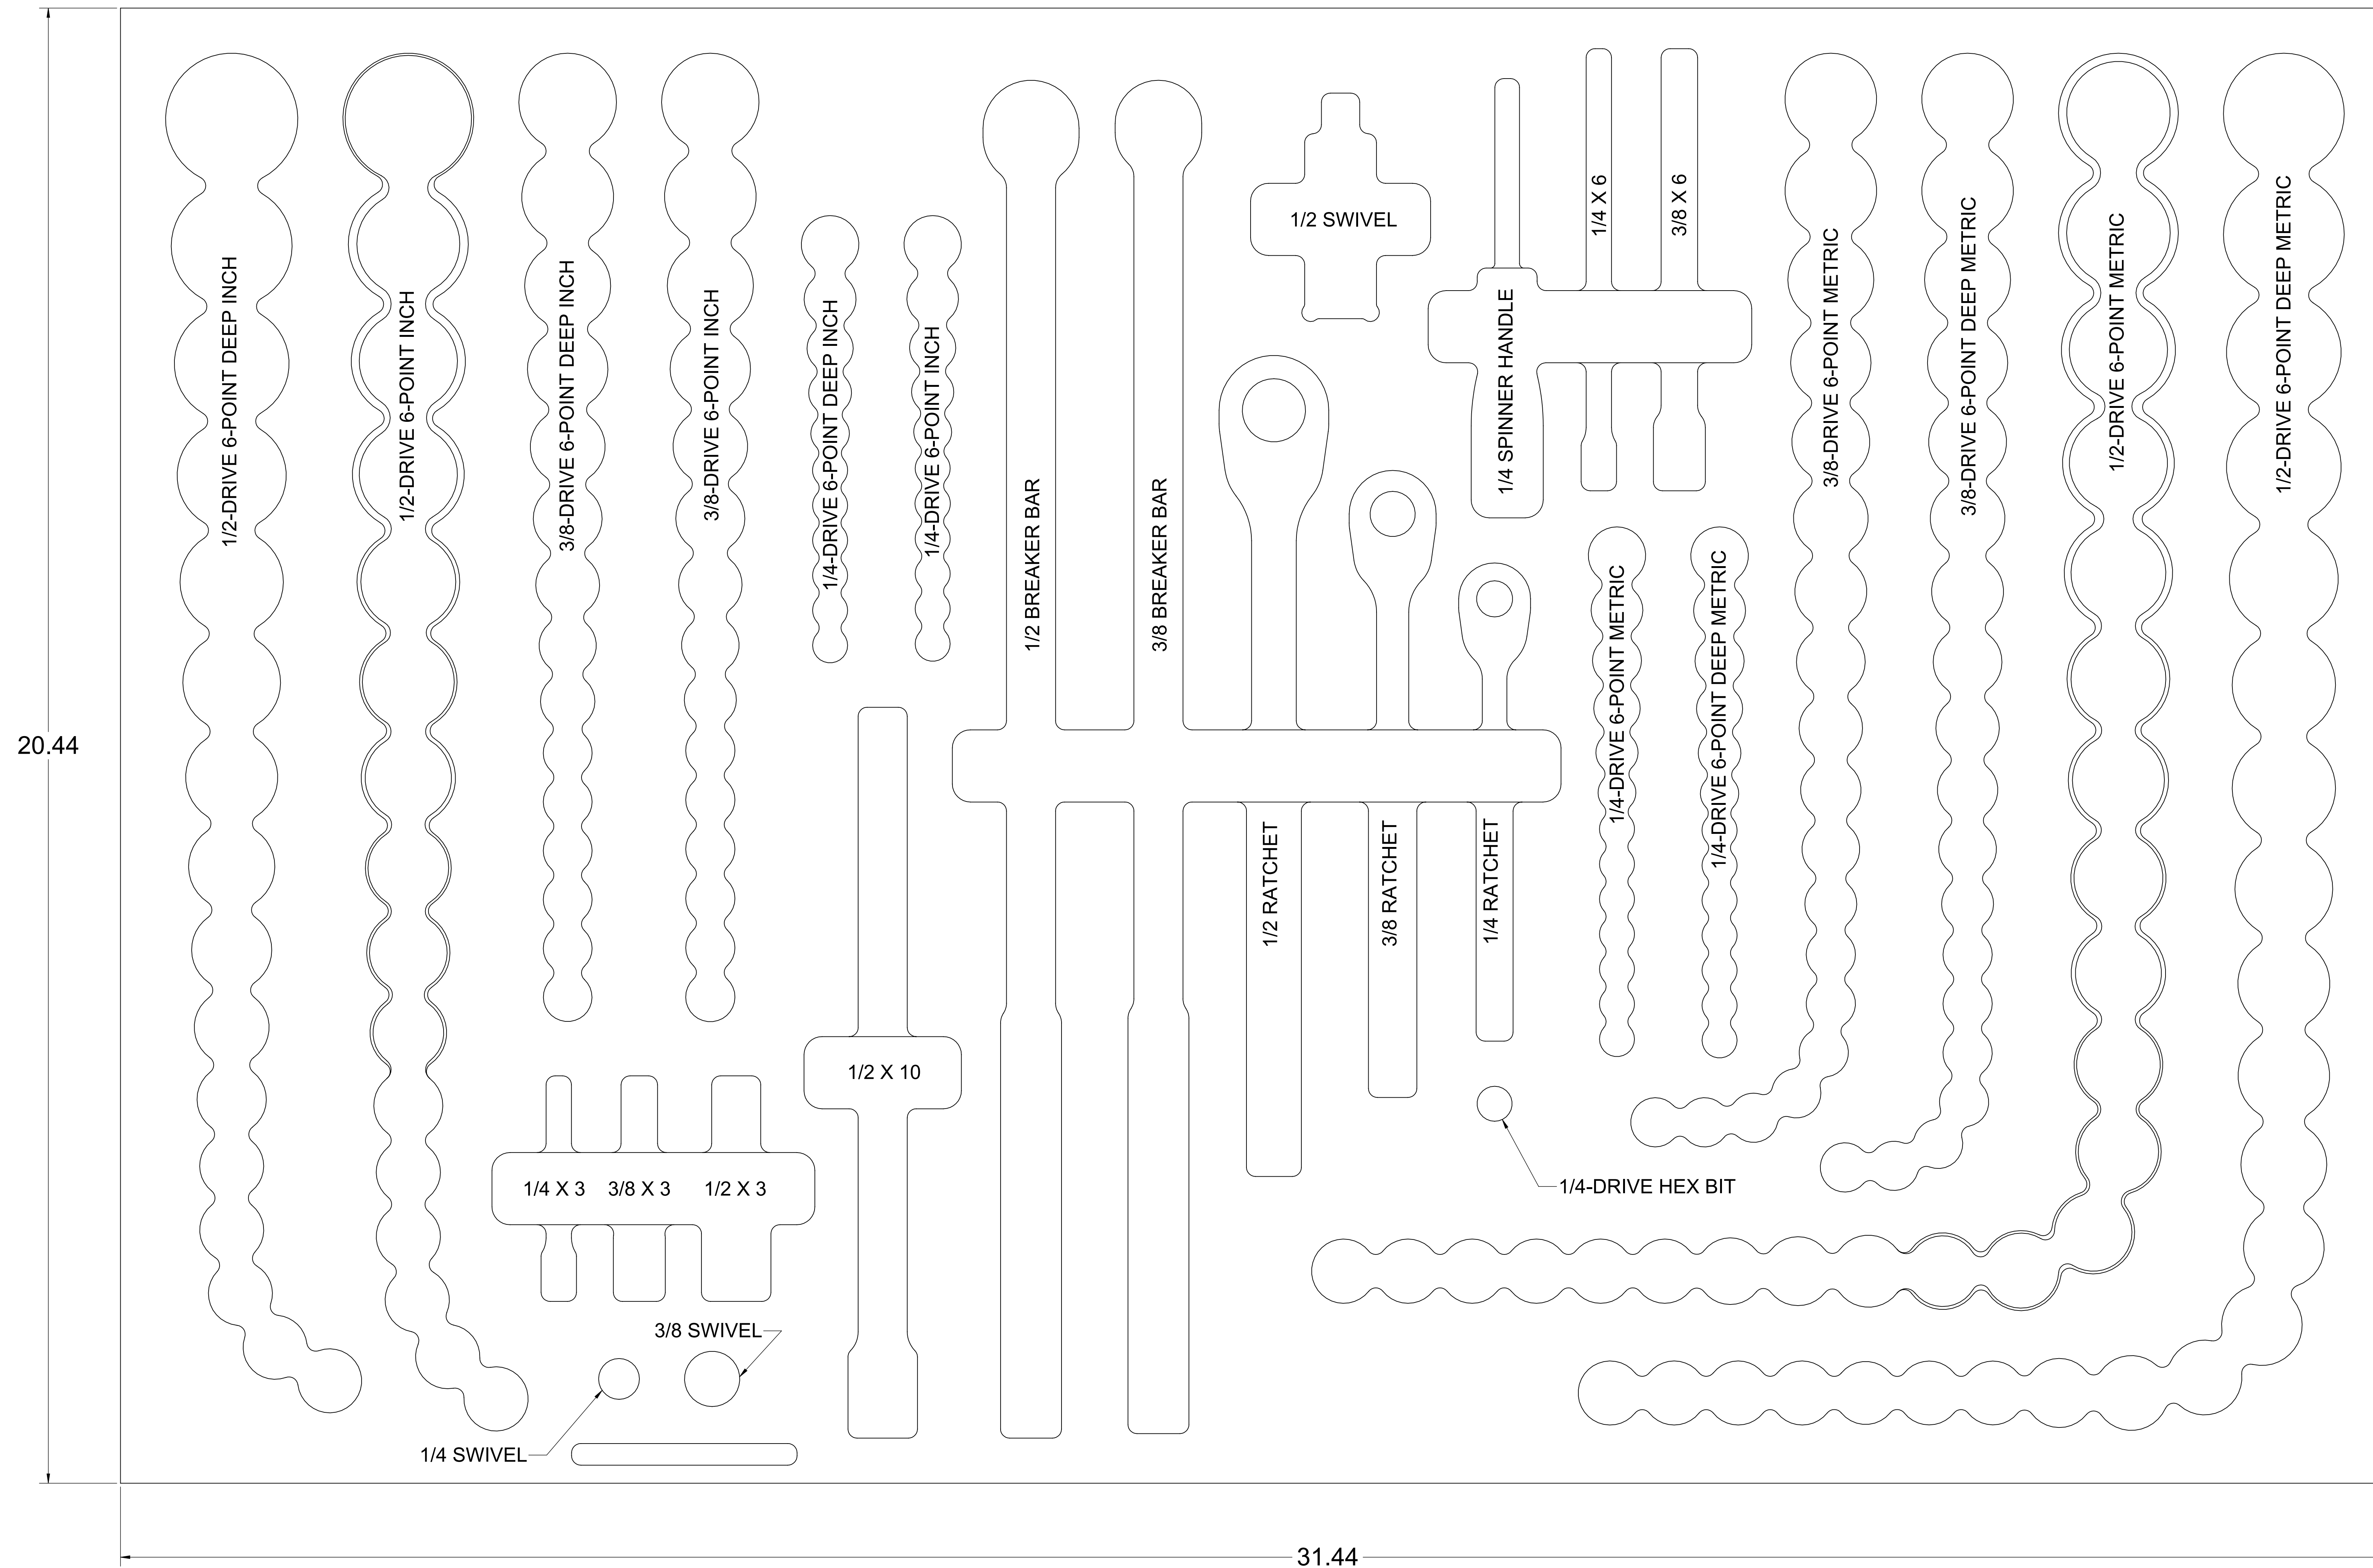 1/2-DRIVE 6-POINT DEEP INCH
1/2-DRIVE 6-POINT INCH
3/8-DRIVE 6-POINT DEEP INCH
3/8-DRIVE 6-POINT INCH
1/4-DRIVE 6-POINT DEEP INCH
1/4-DRIVE 6-POINT INCH
1/2 BREAKER BAR
3/8 BREAKER BAR
1/2 SWIVEL
1/4 SPINNER HANDLE
1/4 X 6
3/8 X 6
3/8-DRIVE 6-POINT METRIC
3/8-DRIVE 6-POINT DEEP METRIC
1/2-DRIVE 6-POINT METRIC
1/2-DRIVE 6-POINT DEEP METRIC
1/4-DRIVE 6-POINT METRIC
1/4-DRIVE 6-POINT DEEP METRIC
20.44
1/2 RATCHET
3/8 RATCHET
1/4 RATCHET
1/2 X 10
1/4 X 3
3/8 X 3
1/2 X 3
1/4-DRIVE HEX BIT
3/8 SWIVEL
1/4 SWIVEL
31.44